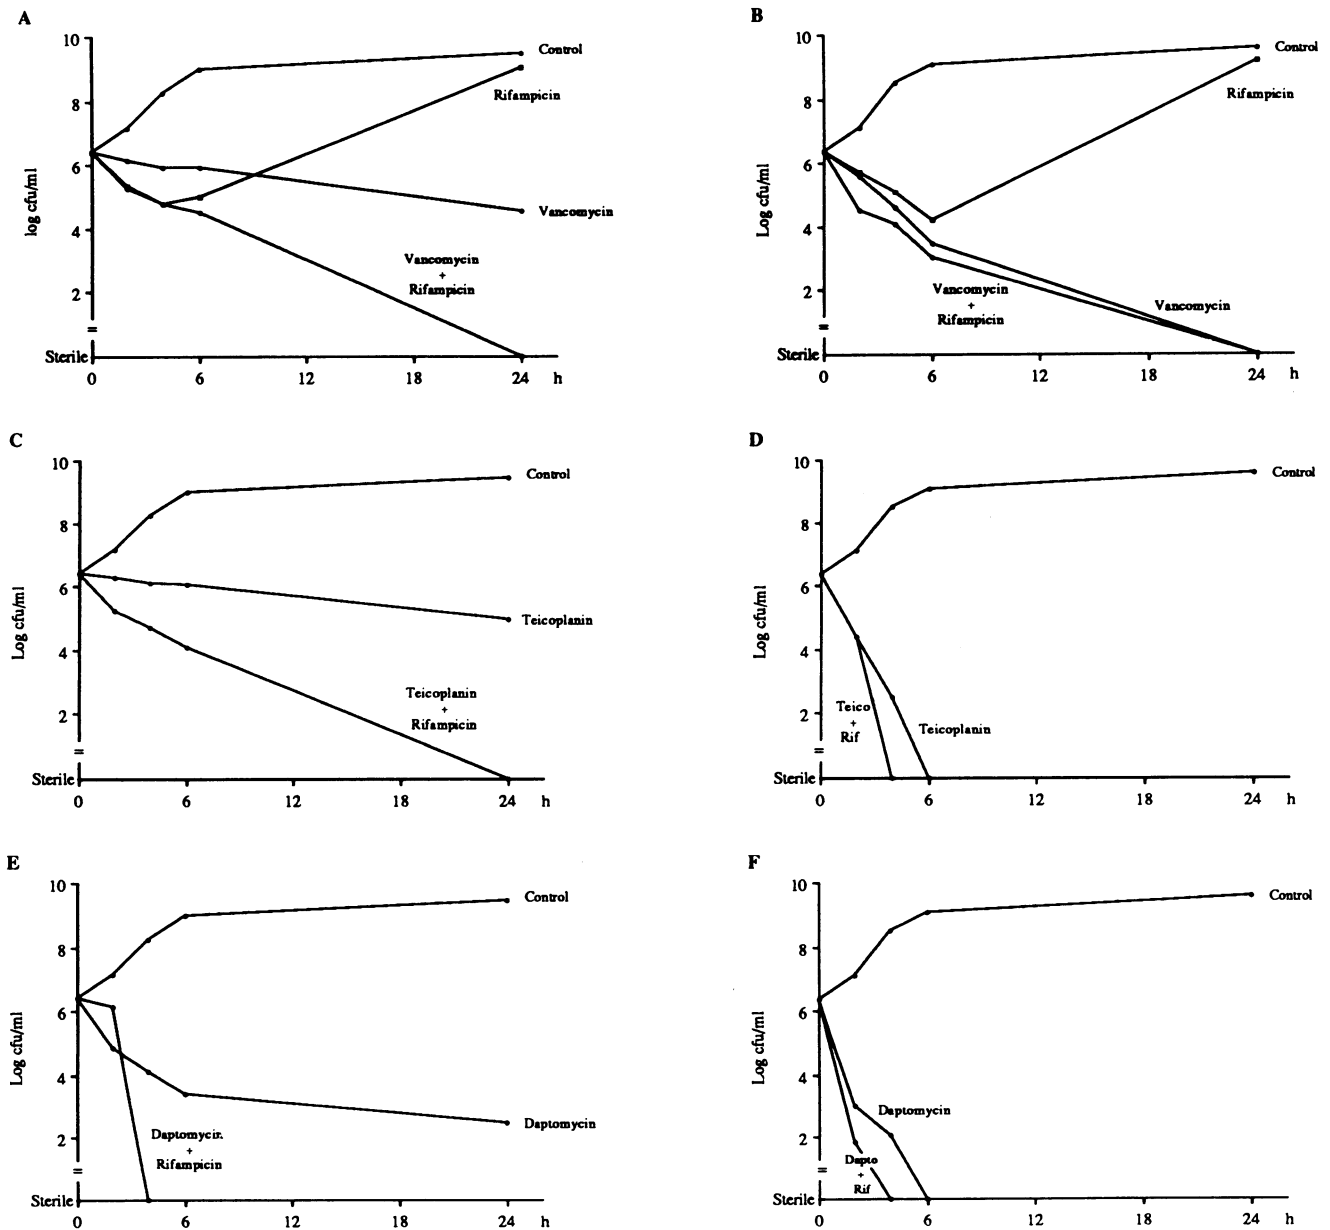 A
10
8
6
4
2
Sterile
log cfu/ml
0
6
12
18
24
h
Control
Rifampicin
Vancomycin
Vancomycin
+
Rifampicin
B
10
8
6
4
2
Sterile
Log cfu/ml
0
6
12
18
24
h
Control
Rifampicin
Vancomycin
+
Rifampicin
Vancomycin
C
10
8
6
4
2
Sterile
Log cfu/ml
0
6
12
18
24
h
Control
Teicoplanin
Teicoplanin
+
Rifampicin
D
10
8
6
4
2
Sterile
Log cfu/ml
0
6
12
18
24
h
Control
Teico
+
Rif
Teicoplanin
E
10
8
6
4
2
Sterile
Log cfu/ml
0
6
12
18
24
h
Control
Daptomycin
Daptomycir.
+
Rifampicin
F
10
8
6
4
2
Sterile
Log cfu/ml
0
6
12
18
24
h
Control
Daptomycin
Dapto
+
Rif